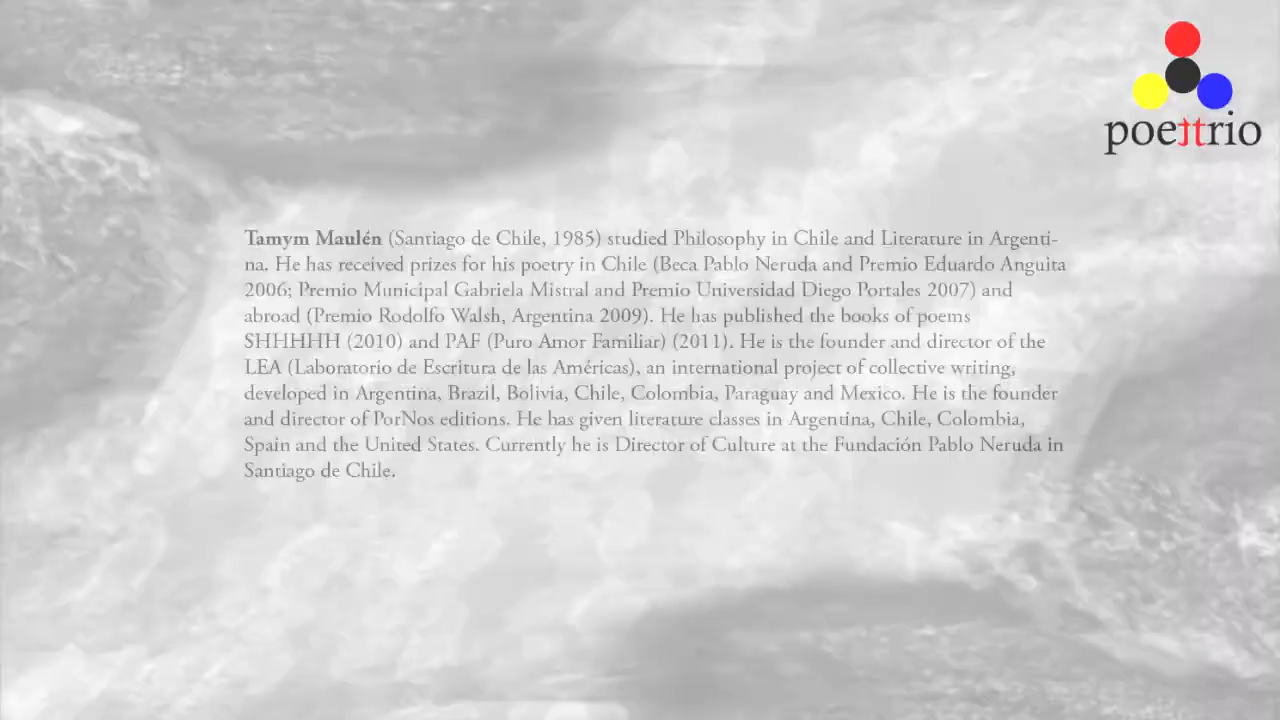 poettrio
Tamym Maulén (Santiago de Chile, 1985) studied Philosophy in Chile and Literature in Argenti-
na. He has received prizes for his poetry in Chile (Beca Pablo Neruda and Premio Eduardo Anguita
2006; Premio Municipal Gabriela Mistral and Premio Universidad Diego Portales 2007) and
abroad (Premio Rodolfo Walsh, Argentina 2009). He has published the books of poems
SHHHHH (2010) and PAF (Puro Amor Familiar) (2011). He is the founder and director of the
LEA (Laboratorio de Escritura de las Américas), an international project of collective writing,
developed in Argentina, Brazil, Bolivia, Chile, Colombia, Paraguay and Mexico. He is the founder
and director of PorNos editions. He has given literature classes in Argentina, Chile, Colombia,
Spain and the United States. Currently he is Director of Culture at the Fundación Pablo Neruda in
Santiago de Chile.